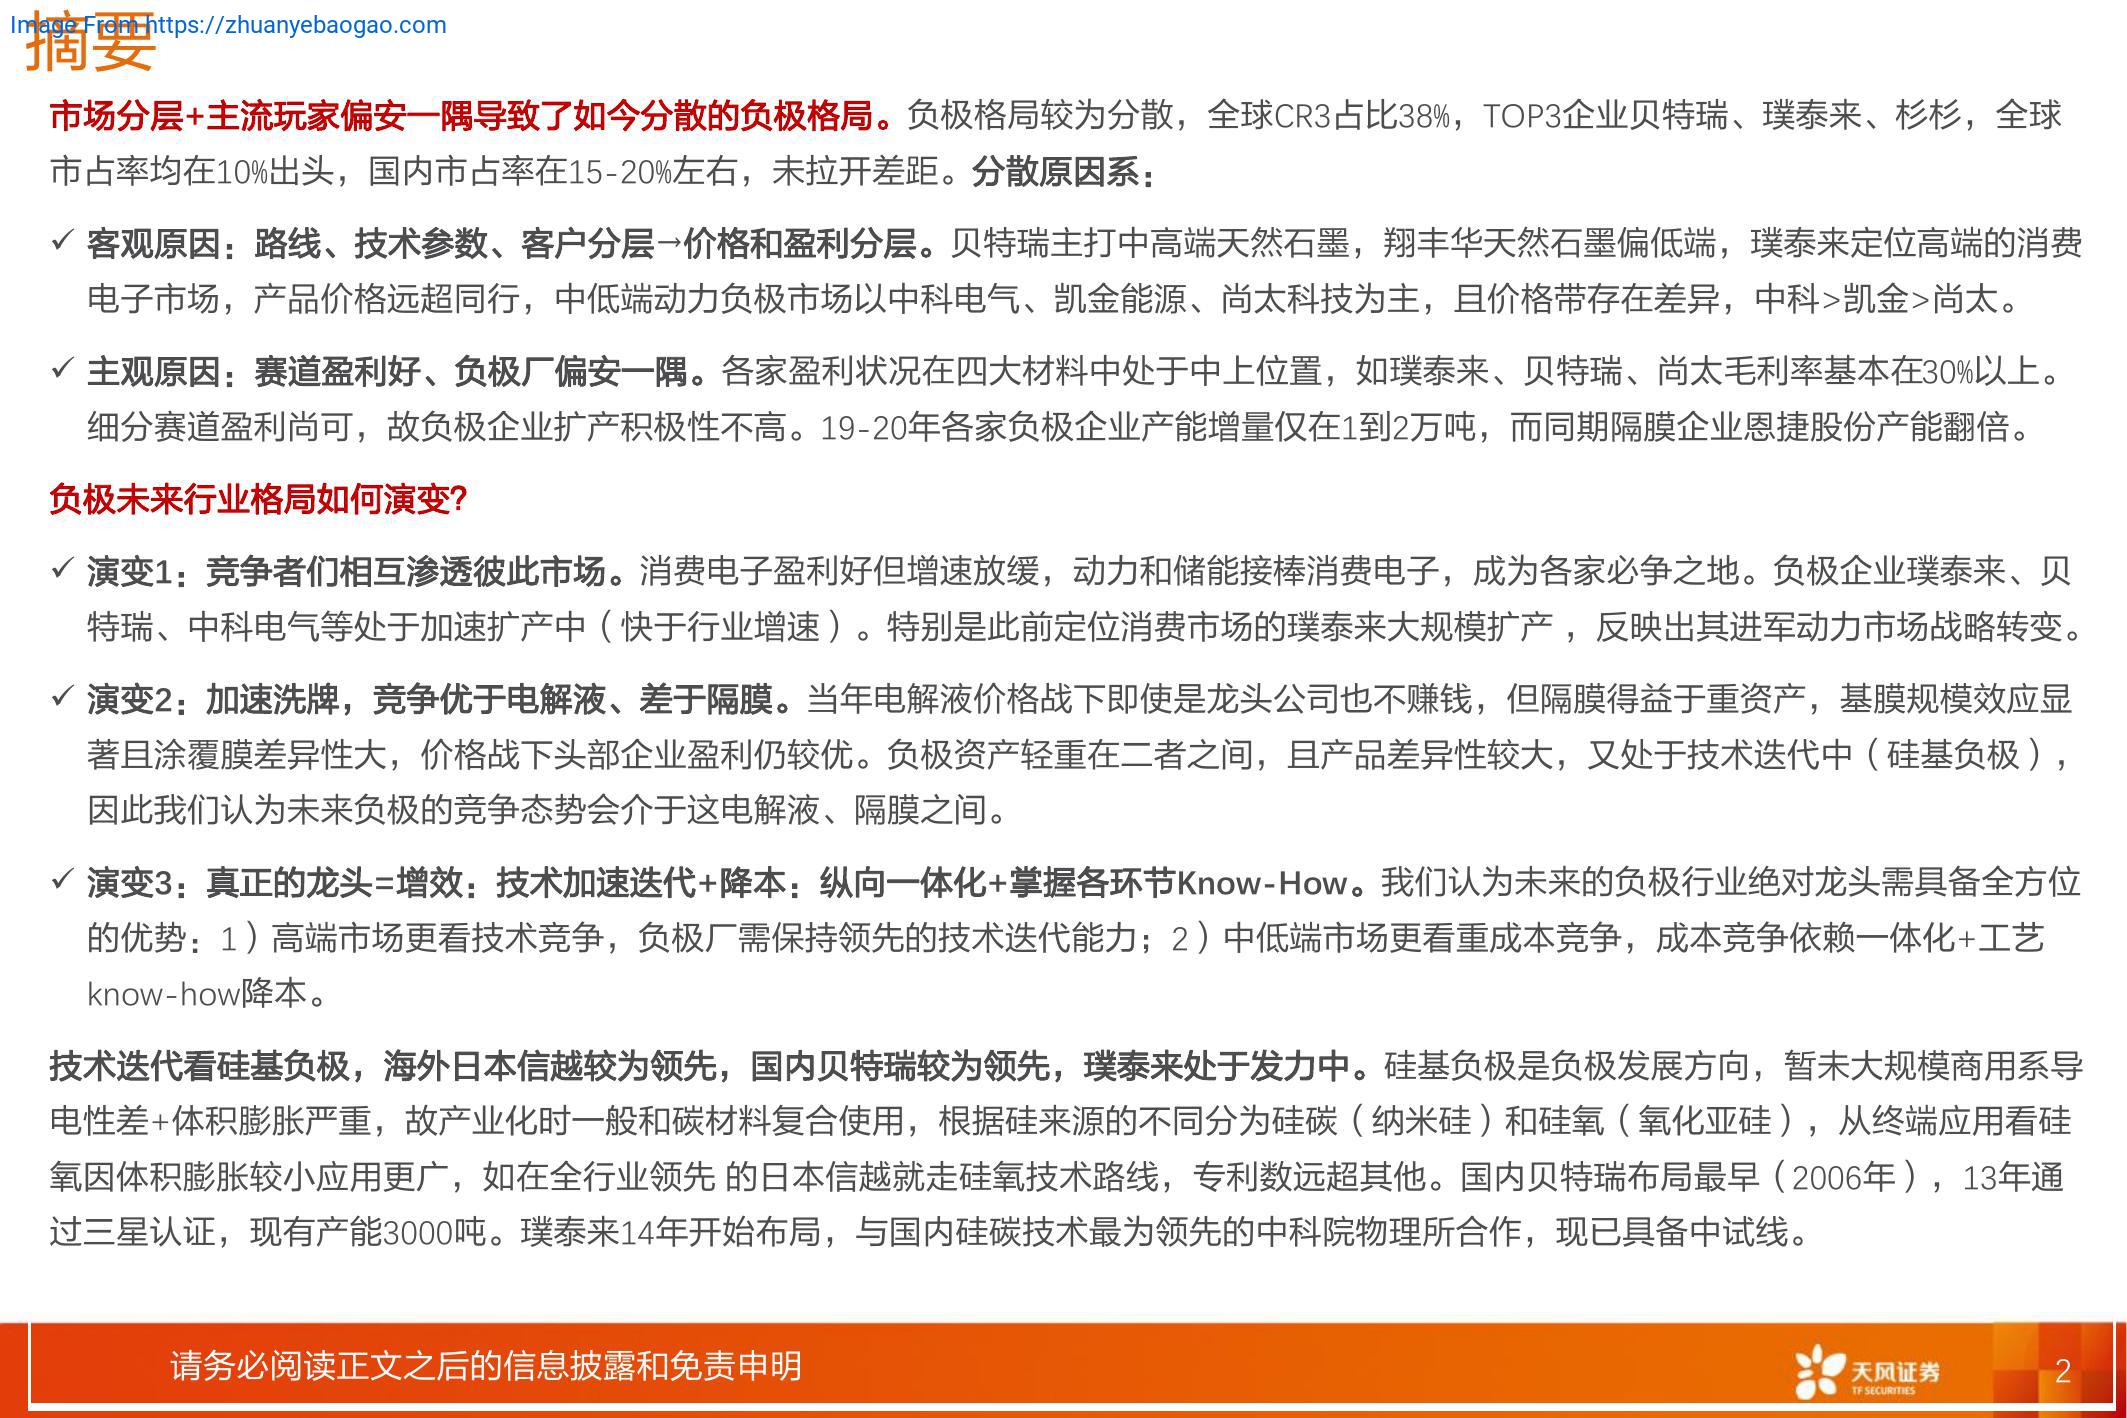 Image From https://zhuanyebaogao.com
摘要
市场分层+主流玩家偏安一隅导致了如今分散的负极格局。负极格局较为分散，全球CR3占比38%，TOP3企业贝特瑞、璞泰来、杉杉，全球
市占率均在10%出头，国内市占率在15-20%左右，未拉开差距。分散原因系：
✓ 客观原因：路线、技术参数、客户分层→价格和盈利分层。贝特瑞主打中高端天然石墨，翔丰华天然石墨偏低端，璞泰来定位高端的消费
电子市场，产品价格远超同行，中低端动力负极市场以中科电气、凯金能源、尚太科技为主，且价格带存在差异，中科>凯金>尚太。
✓ 主观原因：赛道盈利好、负极厂偏安一隅。各家盈利状况在四大材料中处于中上位置，如璞泰来、贝特瑞、尚太毛利率基本在30%以上。
细分赛道盈利尚可，故负极企业扩产积极性不高。19-20年各家负极企业产能增量仅在1到2万吨，而同期隔膜企业恩捷股份产能翻倍。
负极未来行业格局如何演变？
✓ 演变1：竞争者们相互渗透彼此市场。消费电子盈利好但增速放缓，动力和储能接棒消费电子，成为各家必争之地。负极企业璞泰来、贝
特瑞、中科电气等处于加速扩产中（快于行业增速）。特别是此前定位消费市场的璞泰来大规模扩产 ，反映出其进军动力市场战略转变。
✓ 演变2：加速洗牌，竞争优于电解液、差于隔膜。当年电解液价格战下即使是龙头公司也不赚钱，但隔膜得益于重资产，基膜规模效应显
著且涂覆膜差异性大，价格战下头部企业盈利仍较优。负极资产轻重在二者之间，且产品差异性较大，又处于技术迭代中（硅基负极），
因此我们认为未来负极的竞争态势会介于这电解液、隔膜之间。
✓ 演变3：真正的龙头=增效：技术加速迭代+降本：纵向一体化+掌握各环节Know-How。我们认为未来的负极行业绝对龙头需具备全方位
的优势：1）高端市场更看技术竞争，负极厂需保持领先的技术迭代能力；2）中低端市场更看重成本竞争，成本竞争依赖一体化+工艺
know-how降本。
技术迭代看硅基负极，海外日本信越较为领先，国内贝特瑞较为领先，璞泰来处于发力中。硅基负极是负极发展方向，暂未大规模商用系导
电性差+体积膨胀严重，故产业化时一般和碳材料复合使用，根据硅来源的不同分为硅碳（纳米硅）和硅氧（氧化亚硅），从终端应用看硅
氧因体积膨胀较小应用更广，如在全行业领先 的日本信越就走硅氧技术路线，专利数远超其他。国内贝特瑞布局最早（2006年），13年通
过三星认证，现有产能3000吨。璞泰来14年开始布局，与国内硅碳技术最为领先的中科院物理所合作，现已具备中试线。
请务必阅读正文之后的信息披露和免责申明
天风证券
TF SECURITIES
2